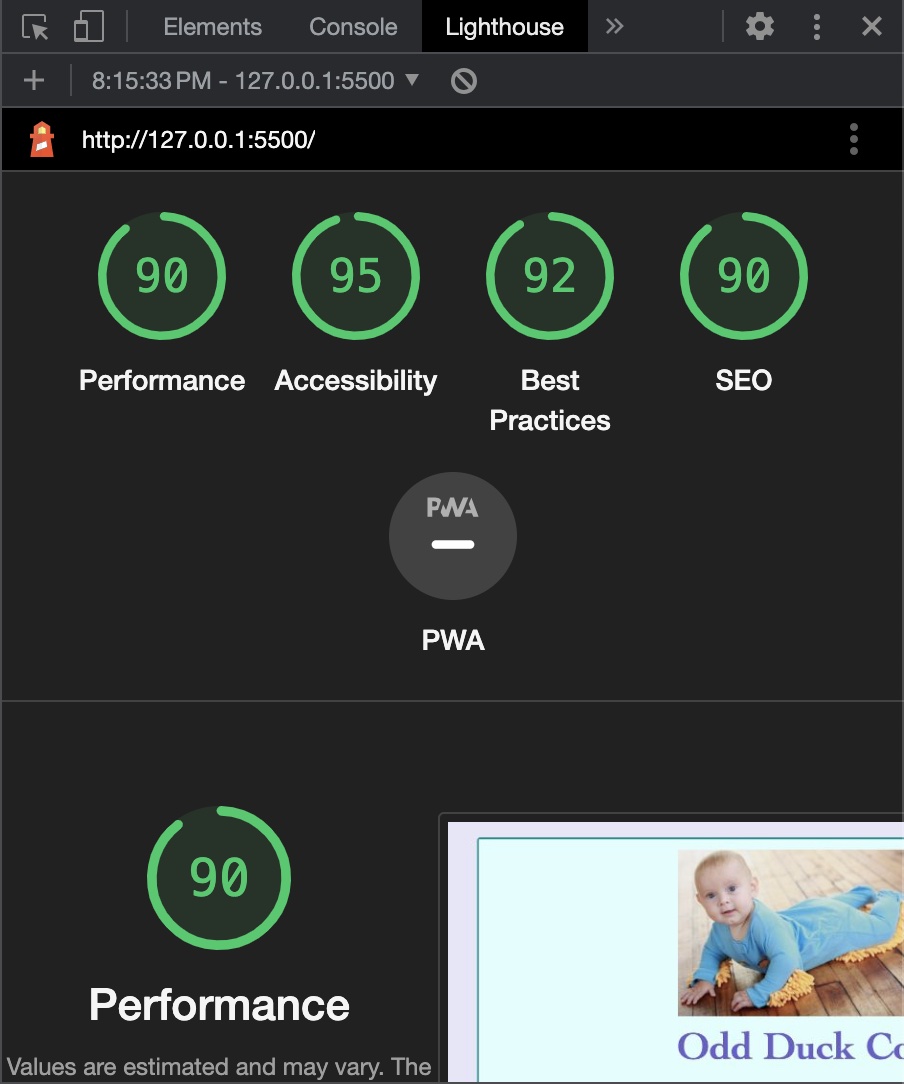 Elements Console Lighthouse
8:15:33 PM - 127.0.0.1:5500
http://127.0.0.1:5500/
90 95 92 90
Performance Accessibility Best Practices SEO
PWA
PWA
90
Performance
Values are estimated and may vary. The
Odd Duck Co